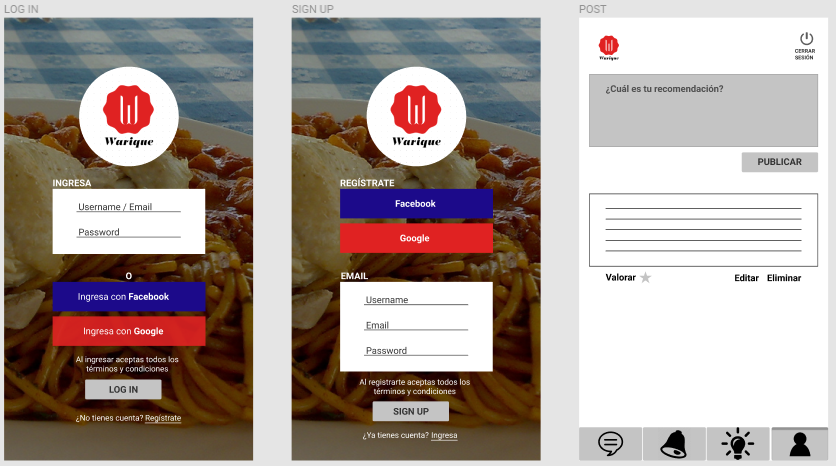 LOG IN
Warique
INGRESA
Username / Email
Password
O
Ingresa con Facebook
Ingresa con Google
Al ingresar aceptas todos los
términos y condiciones
LOG IN
¿No tienes cuenta? Regístrate
SIGN UP
Warique
REGÍSTRATE
Facebook
Google
EMAIL
Username
Email
Password
Al registrarte aceptas todos los
términos y condiciones
SIGN UP
¿Ya tienes cuenta? Ingresa
POST
Warique
CERRAR
SESIÓN
¿Cuál es tu recomendación?
PUBLICAR
Valorar
Editar Eliminar